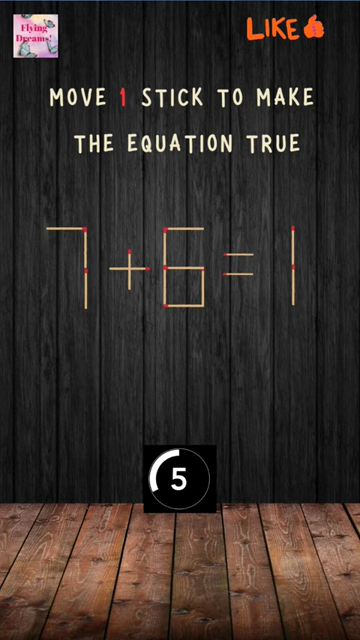 Flying
Dreams!
LIKE
MOVE 1 STICK TO MAKE
THE EQUATION TRUE
7+6=1
5